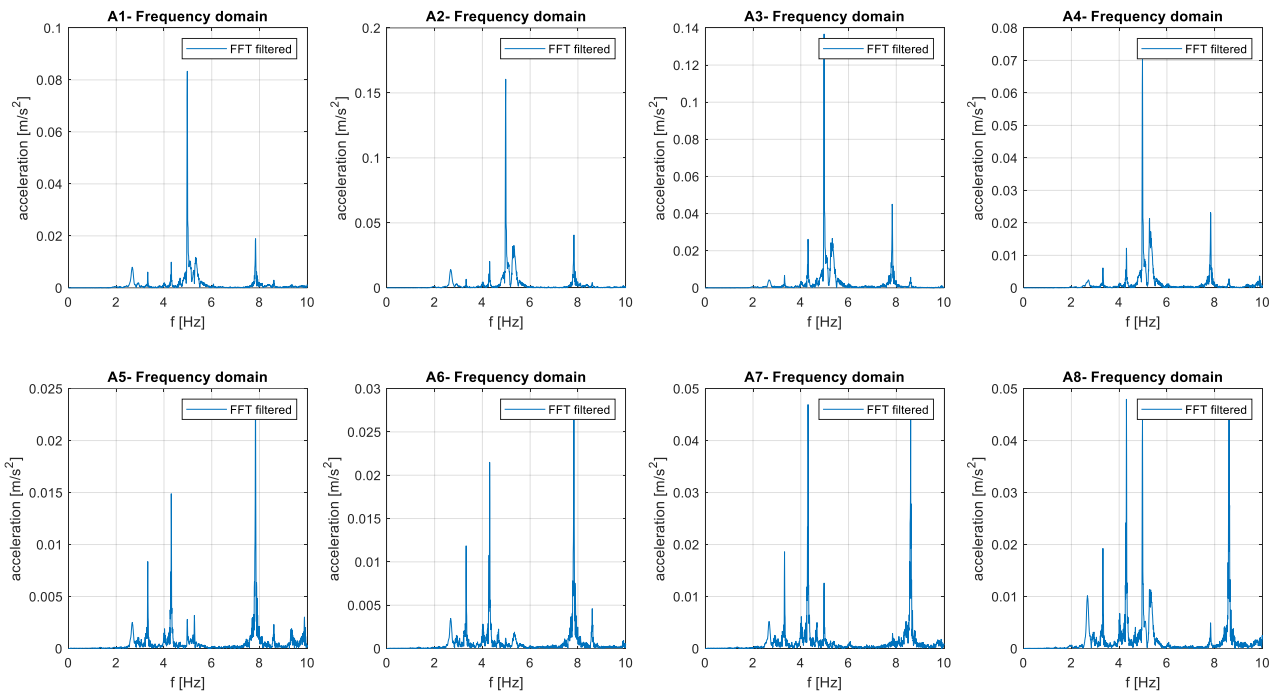 A1- Frequency domain
FFT filtered
acceleration [m/s²]
0.1
0.08
0.06
0.04
0.02
0
0 2 4 6 8 10
f [Hz]
A2- Frequency domain
FFT filtered
acceleration [m/s²]
0.2
0.15
0.1
0.05
0
0 2 4 6 8 10
f [Hz]
A3- Frequency domain
FFT filtered
acceleration [m/s²]
0.14
0.12
0.1
0.08
0.06
0.04
0.02
0
0 2 4 6 8 10
f [Hz]
A4- Frequency domain
FFT filtered
acceleration [m/s²]
0.08
0.07
0.06
0.05
0.04
0.03
0.02
0.01
0
0 2 4 6 8 10
f [Hz]
A5- Frequency domain
FFT filtered
acceleration [m/s²]
0.025
0.02
0.015
0.01
0.005
0
0 2 4 6 8 10
f [Hz]
A6- Frequency domain
FFT filtered
acceleration [m/s²]
0.03
0.025
0.02
0.015
0.01
0.005
0
0 2 4 6 8 10
f [Hz]
A7- Frequency domain
FFT filtered
acceleration [m/s²]
0.05
0.04
0.03
0.02
0.01
0
0 2 4 6 8 10
f [Hz]
A8- Frequency domain
FFT filtered
acceleration [m/s²]
0.05
0.04
0.03
0.02
0.01
0
0 2 4 6 8 10
f [Hz]